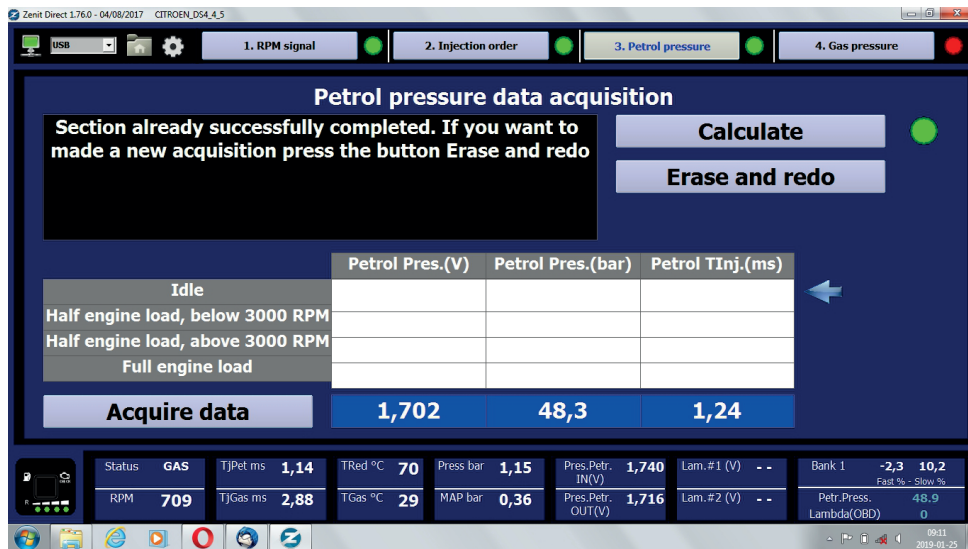 Zenit Direct 1.76.0 - 04/08/2017 CITROEN_DS4_4_5
USB
1. RPM signal
2. Injection order
3. Petrol pressure
4. Gas pressure
Petrol pressure data acquisition
Section already successfully completed. If you want to
made a new acquisition press the button Erase and redo
Calculate
Erase and redo
Petrol Pres.(V) Petrol Pres.(bar) Petrol TInj.(ms)
Idle
Half engine load, below 3000 RPM
Half engine load, above 3000 RPM
Full engine load
Acquire data 1,702 48,3 1,24
Status GAS TjPet ms 1,14 TRed °C 70 Press bar 1,15 Pres.Petr. IN(V) 1,740 Lam.#1 (V) - - Bank 1 -2,3 10,2
Fast % - Slow %
RPM 709 TjGas ms 2,88 TGas °C 29 MAP bar 0,36 Pres.Petr. OUT(V) 1,716 Lam.#2 (V) - - Petr.Press. 48.9
Lambda(OBD) 0
09:11
2019-01-25